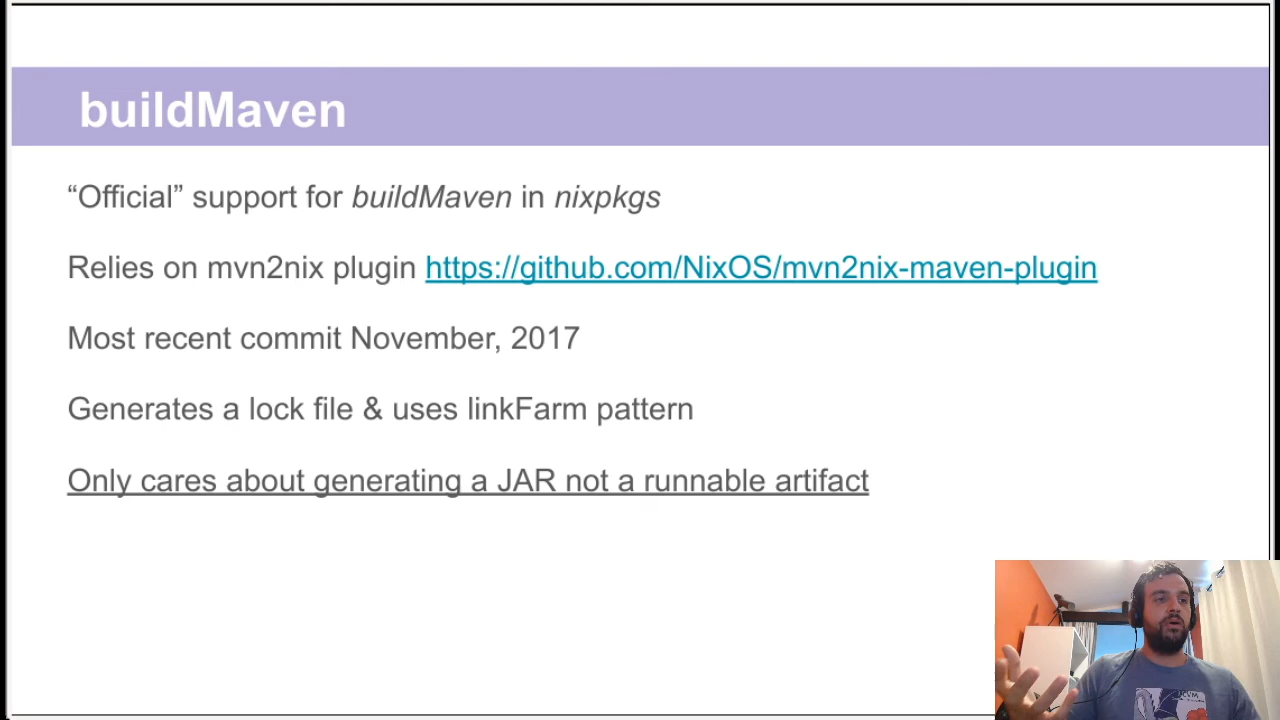 buildMaven
“Official” support for buildMaven in nixpkgs
Relies on mvn2nix plugin https://github.com/NixOS/mvn2nix-maven-plugin
Most recent commit November, 2017
Generates a lock file & uses linkFarm pattern
Only cares about generating a JAR not a runnable artifact